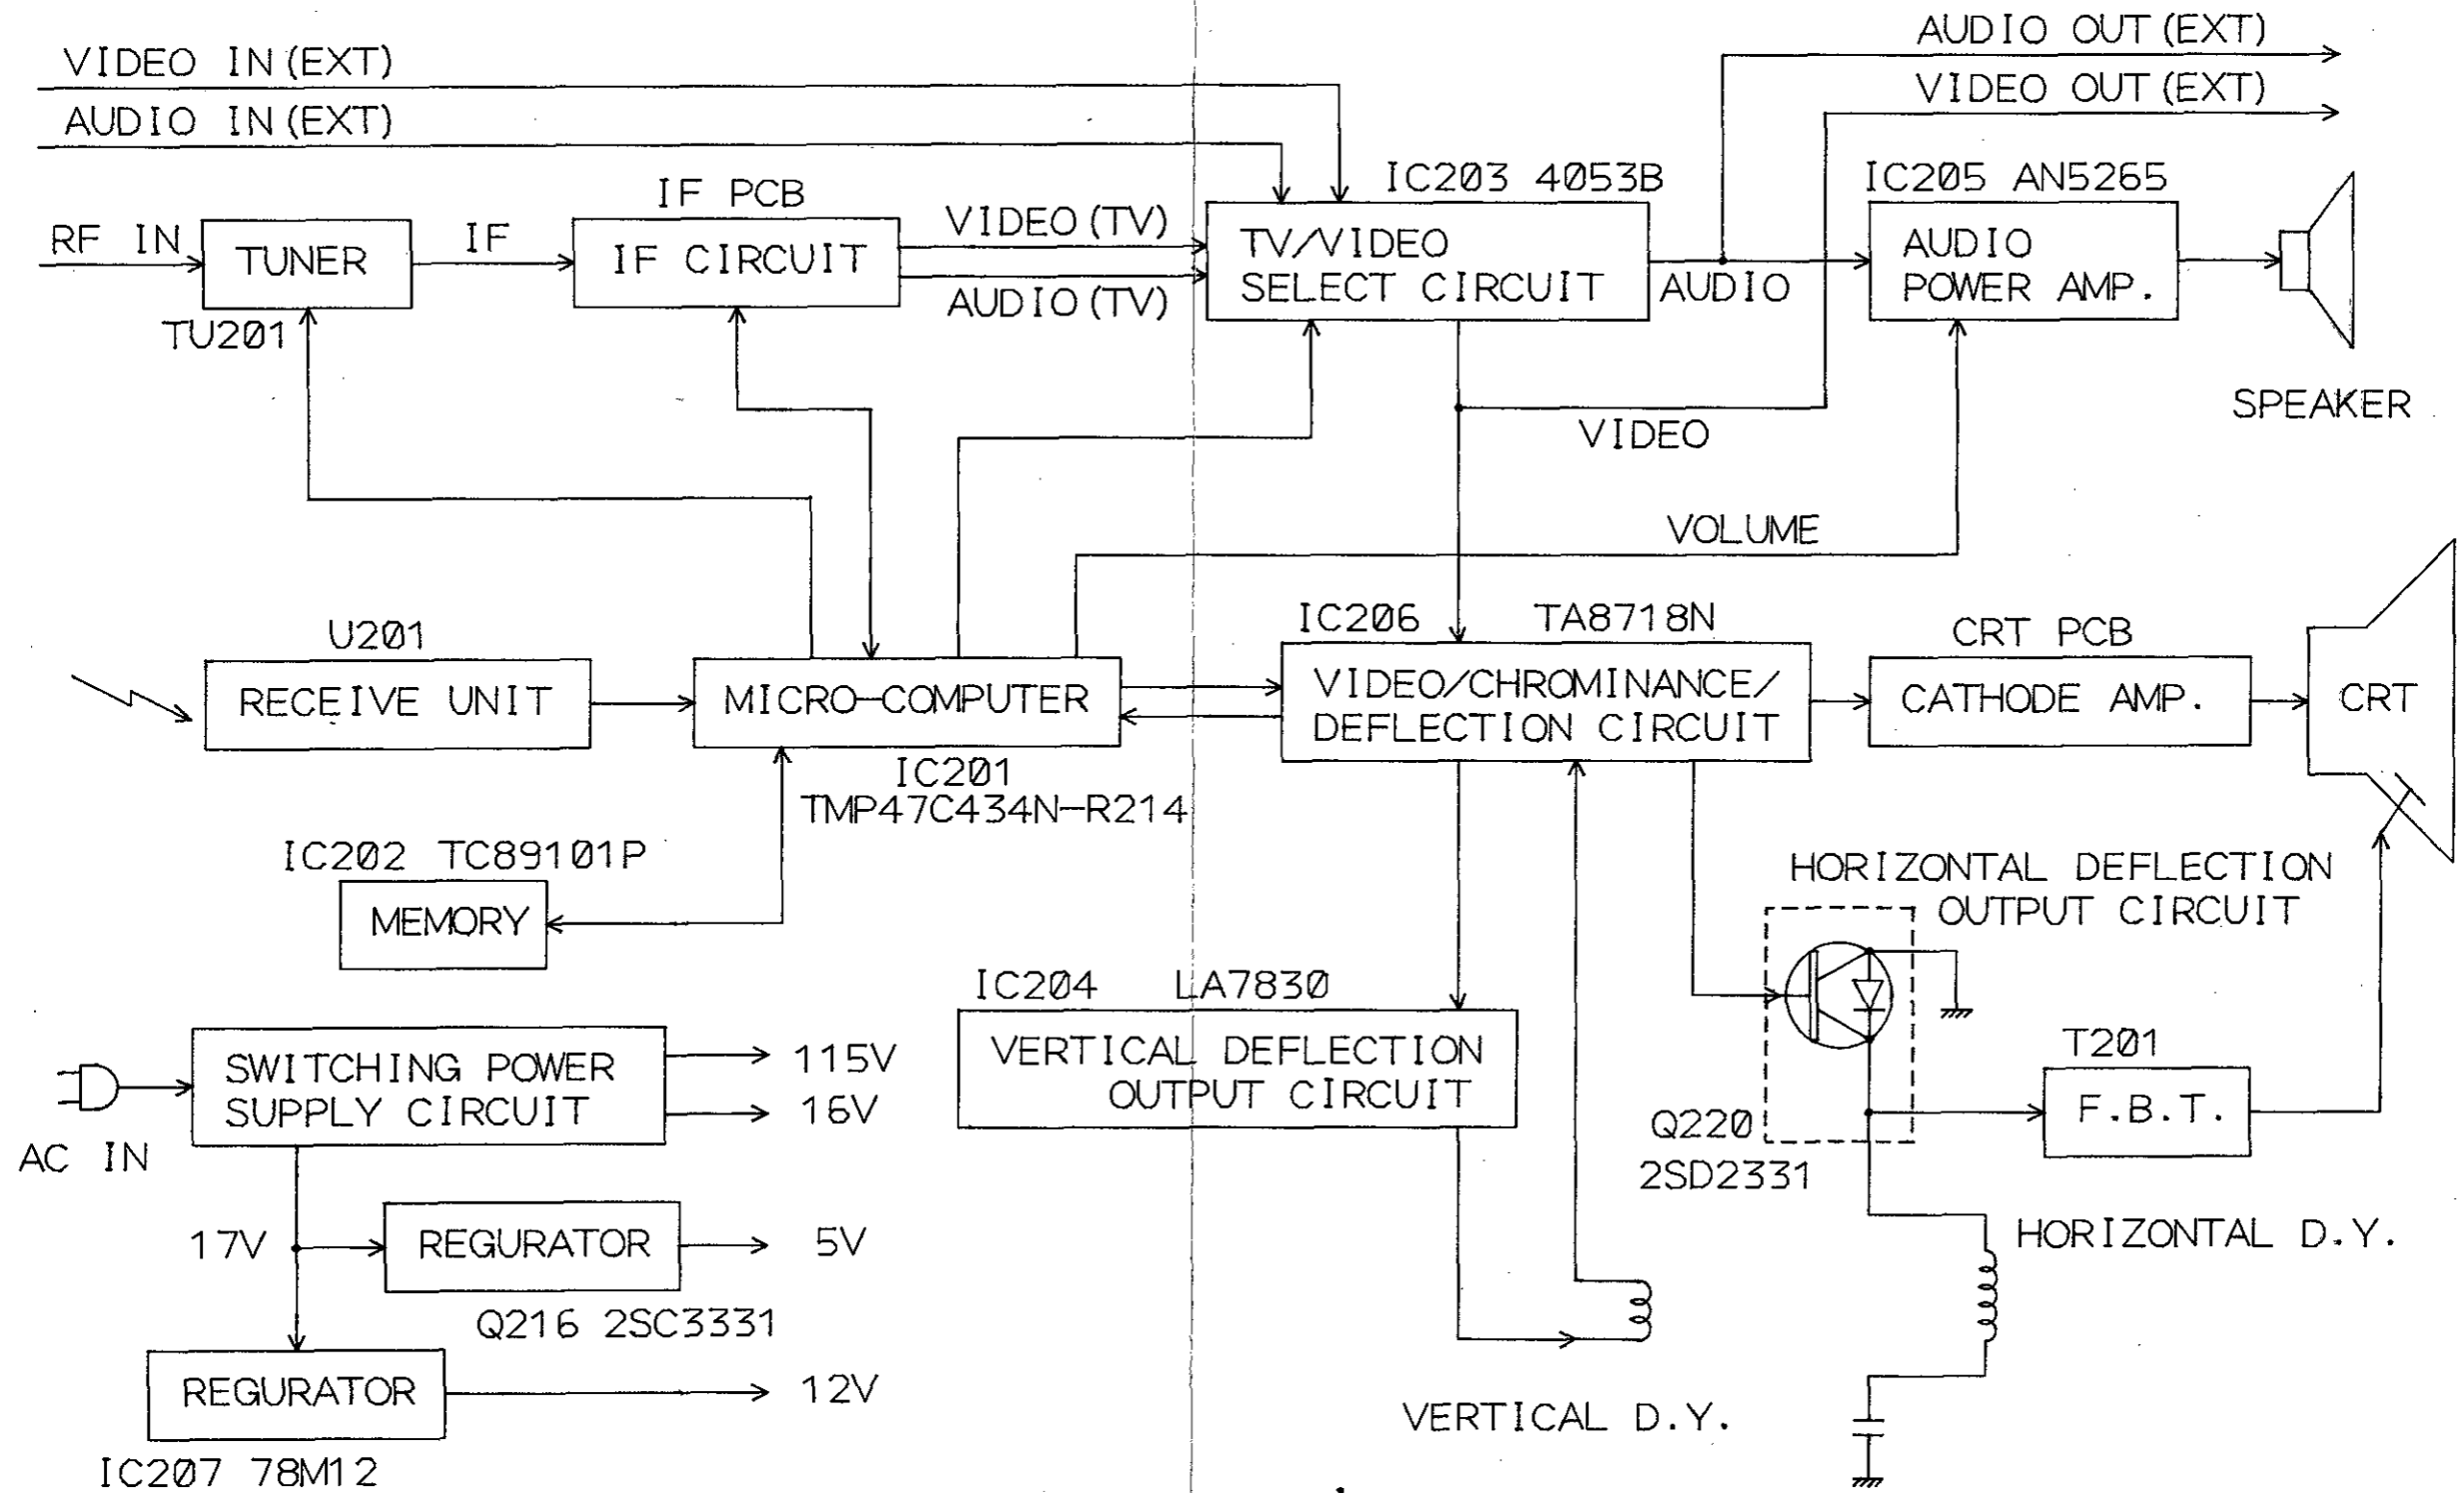 AUDIO OUT (EXT)
VIDEO IN (EXT)
VIDEO OUT (EXT)
AUDIO IN (EXT)
IF PCB
IC203 4053B
IC205 AN5265
RF IN
TUNER
IF
IF CIRCUIT
VIDEO (TV)
AUDIO (TV)
TV/VIDEO
SELECT CIRCUIT
AUDIO
AUDIO
POWER AMP.
TU201
SPEAKER
VIDEO
VOLUME
U201
RECEIVE UNIT
MICRO-COMPUTER
IC201
TMP47C434N-R214
IC206 TA8718N
VIDEO/CHROMINANCE/
DEFLECTION CIRCUIT
CRT PCB
CATHODE AMP.
CRT
IC202 TC89101P
MEMORY
HORIZONTAL DEFLECTION
OUTPUT CIRCUIT
IC204 LA7830
VERTICAL DEFLECTION
OUTPUT CIRCUIT
SWITCHING POWER
SUPPLY CIRCUIT
115V
16V
AC IN
T201
F.B.T.
Q220
2SD2331
17V
REGURATOR
5V
Q216 2SC3331
HORIZONTAL D.Y.
REGURATOR
12V
VERTICAL D.Y.
IC207 78M12